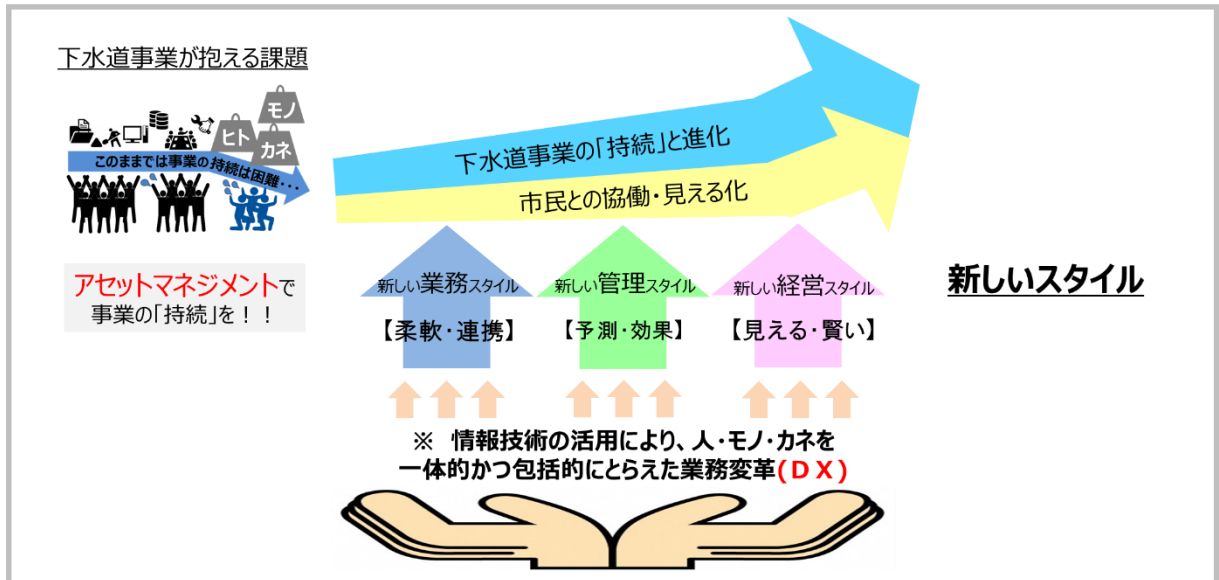 下水道事業が抱える課題
モノ
ヒト
カネ
このままでは事業の持続は困難・・・
アセットマネジメントで
事業の「持続」を！！
下水道事業の「持続」と進化
市民との協働・見える化
新しい業務スタイル
【柔軟・連携】
新しい管理スタイル
【予測・効果】
新しい経営スタイル
【見える・賢い】
新しいスタイル
※ 情報技術の活用により、人・モノ・カネを
一体的かつ包括的にとらえた業務変革(ＤＸ)